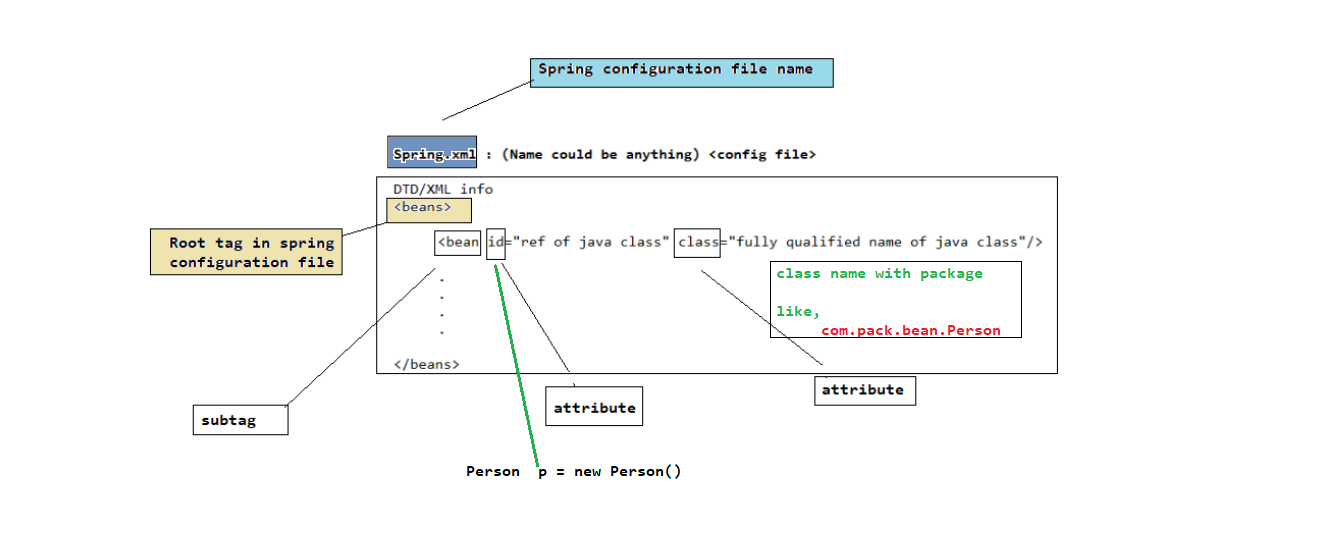 Spring configuration file name
Spring.xml : (Name could be anything) <config file>
DTD/XML info
<beans>
Root tag in spring
configuration file
<bean id="ref of java class" class="fully qualified name of java class"/>
class name with package
like,
com.pack.bean.Person
.
.
.
.
</beans>
attribute
attribute
subtag
Person  p = new Person()